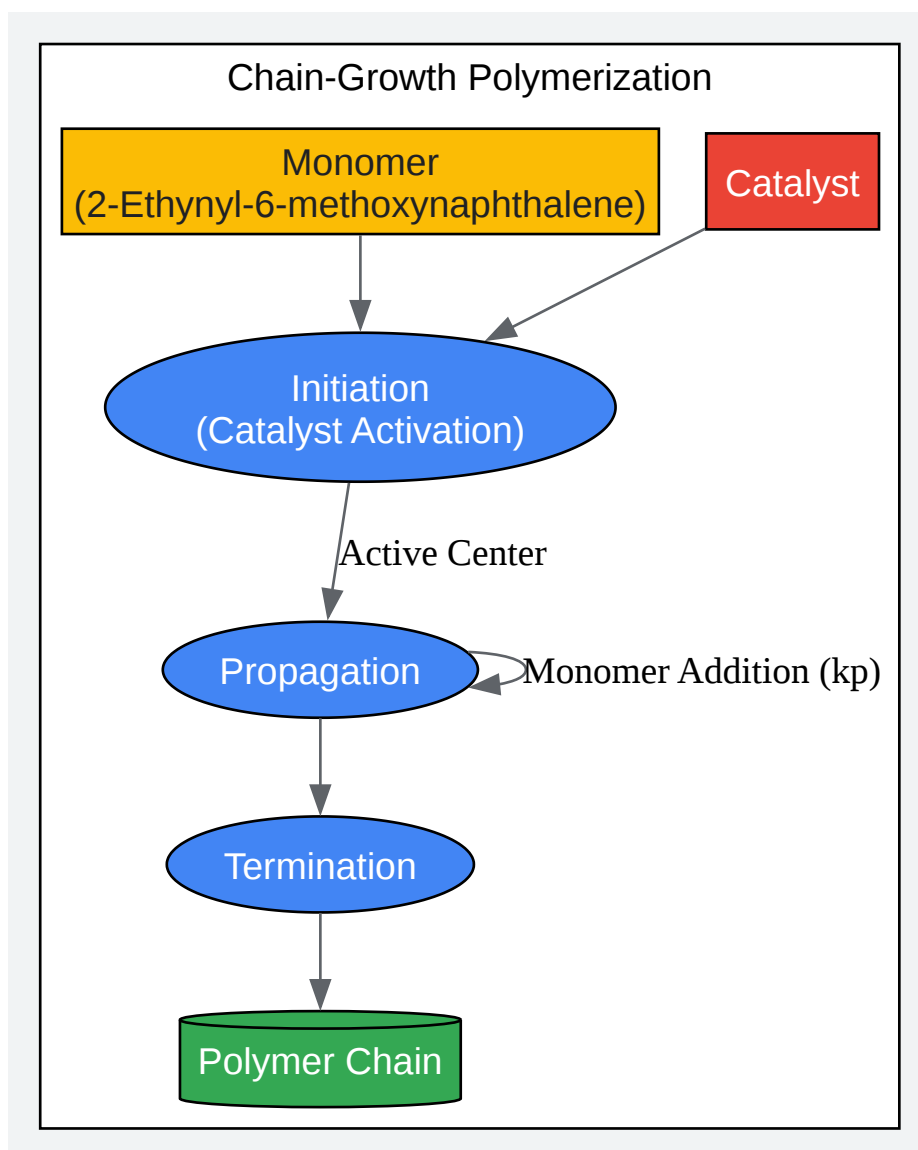 Chain-Growth Polymerization
Monomer
(2-Ethynyl-6-methoxynaphthalene)
Catalyst
Initiation
(Catalyst Activation)
Active Center
Propagation
Monomer Addition (kp)
Termination
Polymer Chain